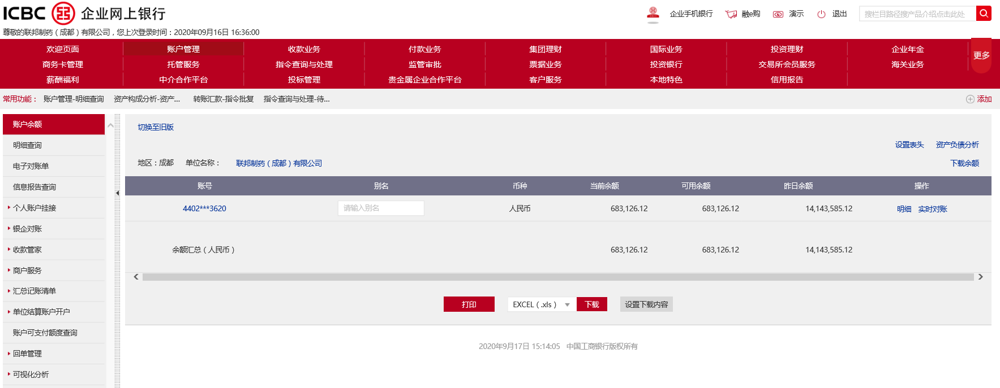 ICBC 企业网上银行
企业手机银行 融e购 演示 退出 搜栏目路径搜产品介绍点击此处
尊敬的联邦制药（成都）有限公司，您上次登录时间：2020年09月16日 16:36:00
欢迎页面 账户管理 收款业务 付款业务 集团理财 国际业务 投资理财 企业年金
更多
商务卡管理 托管服务 指令查询与处理 监管审批 票据业务 投资银行 交易所会员服务 海关业务
薪酬福利 中介合作平台 投标管理 贵金属企业合作平台 客户服务 本地特色 信用报告
常用功能： 账户管理-明细查询 资产构成分析-资产... 转账汇款-指令批复 指令查询与处理-待... 添加
账户余额
明细查询
电子对账单
信息报告查询
个人账户挂接
银企对账
收款管家
商户服务
汇总记账清单
单位结算账户开户
账户可支付额度查询
回单管理
可视化分析
切换至旧版
设置表头 资产负债分析
地区：成都 单位名称： 联邦制药（成都）有限公司 下载余额
账号 别名 币种 当前余额 可用余额 昨日余额 操作
4402***3620 请输入别名 人民币 683,126.12 683,126.12 14,143,585.12 明细 实时对账
余额汇总（人民币） 683,126.12 683,126.12 14,143,585.12
打印 EXCEL（.xls） 下载 设置下载内容
2020年9月17日 15:14:05 中国工商银行版权所有